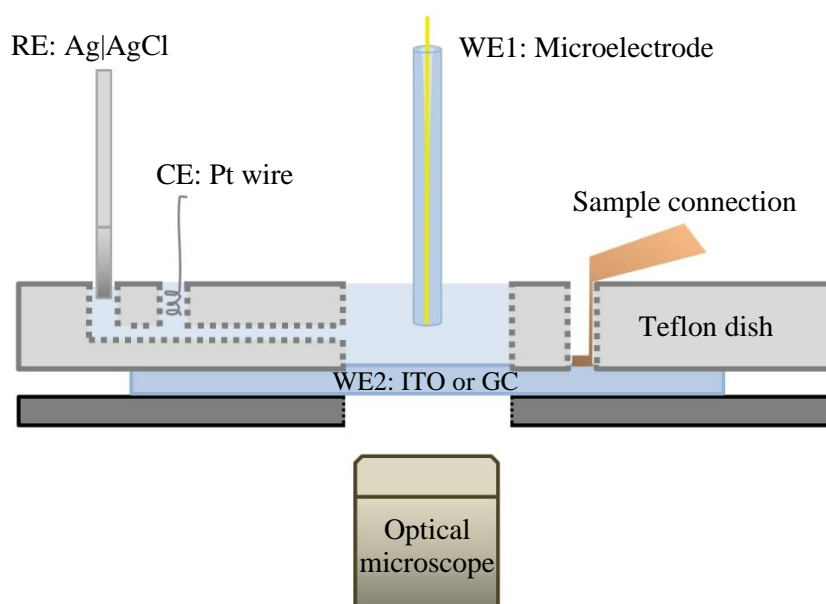 RE: Ag|AgCl
WE1: Microelectrode
CE: Pt wire
Sample connection
Teflon dish
WE2: ITO or GC
Optical
microscope